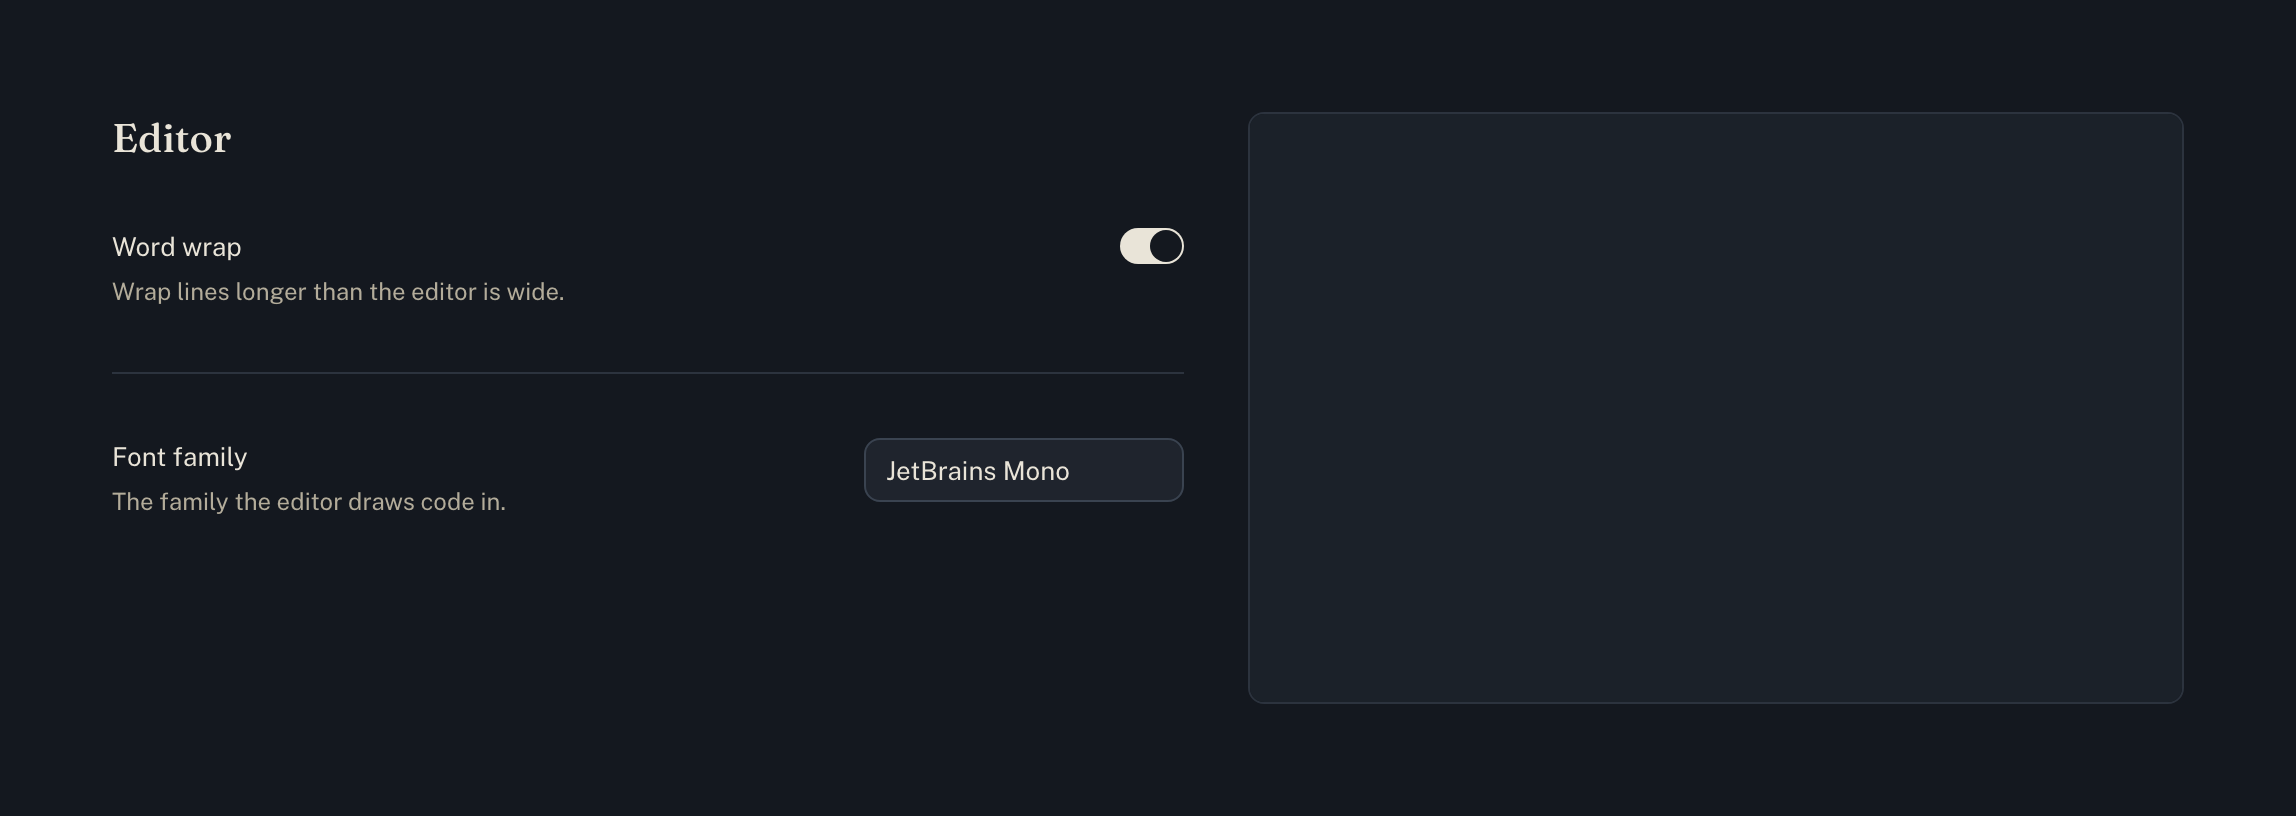 Editor
Word wrap
Wrap lines longer than the editor is wide.
Font family
JetBrains Mono
The family the editor draws code in.